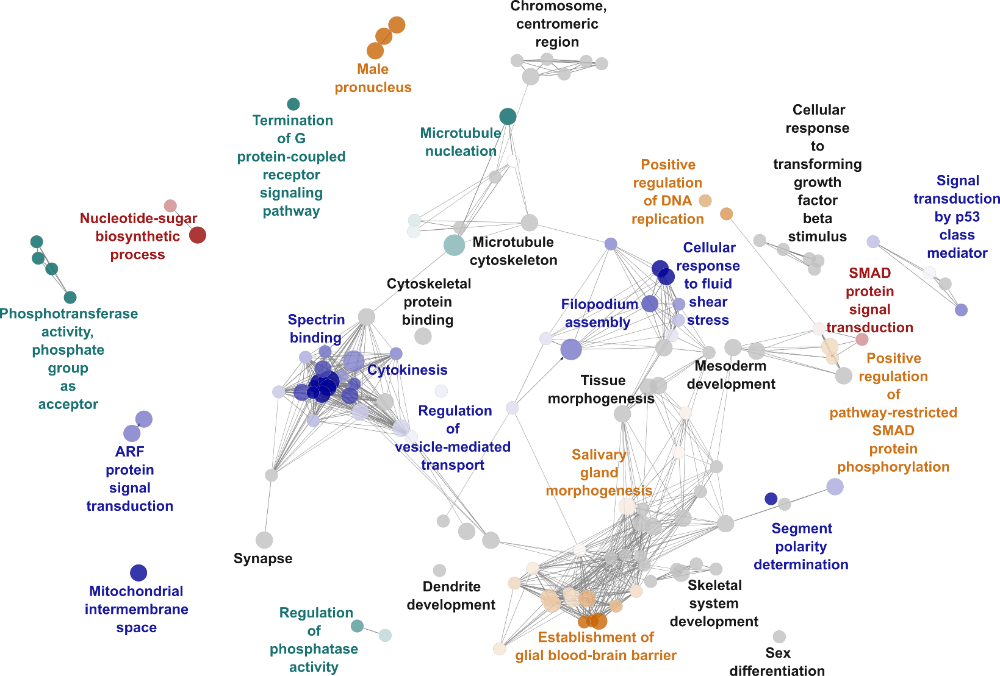 Chromosome,
centromeric
region
Male
pronucleus
Termination
of G
protein-coupled
receptor
signaling
pathway
Microtubule
nucleation
Cellular
response
to
transforming
growth
factor
beta
stimulus
Positive
regulation
of DNA
replication
Signal
transduction
by p53
class
mediator
Nucleotide-sugar
biosynthetic
process
Microtubule
cytoskeleton
Cellular
response
to fluid
shear
stress
SMAD
protein
signal
transduction
Cytoskeletal
protein
binding
Filopodium
assembly
Phosphotransferase
activity,
phosphate
group
as
acceptor
Spectrin
binding
Cytokinesis
Mesoderm
development
Tissue
morphogenesis
Positive
regulation
of
pathway-restricted
SMAD
protein
phosphorylation
Regulation
of
vesicle-mediated
transport
ARF
protein
signal
transduction
Salivary
gland
morphogenesis
Segment
polarity
determination
Synapse
Mitochondrial
intermembrane
space
Dendrite
development
Skeletal
system
development
Regulation
of
phosphatase
activity
Establishment of
glial blood-brain barrier
Sex
differentiation